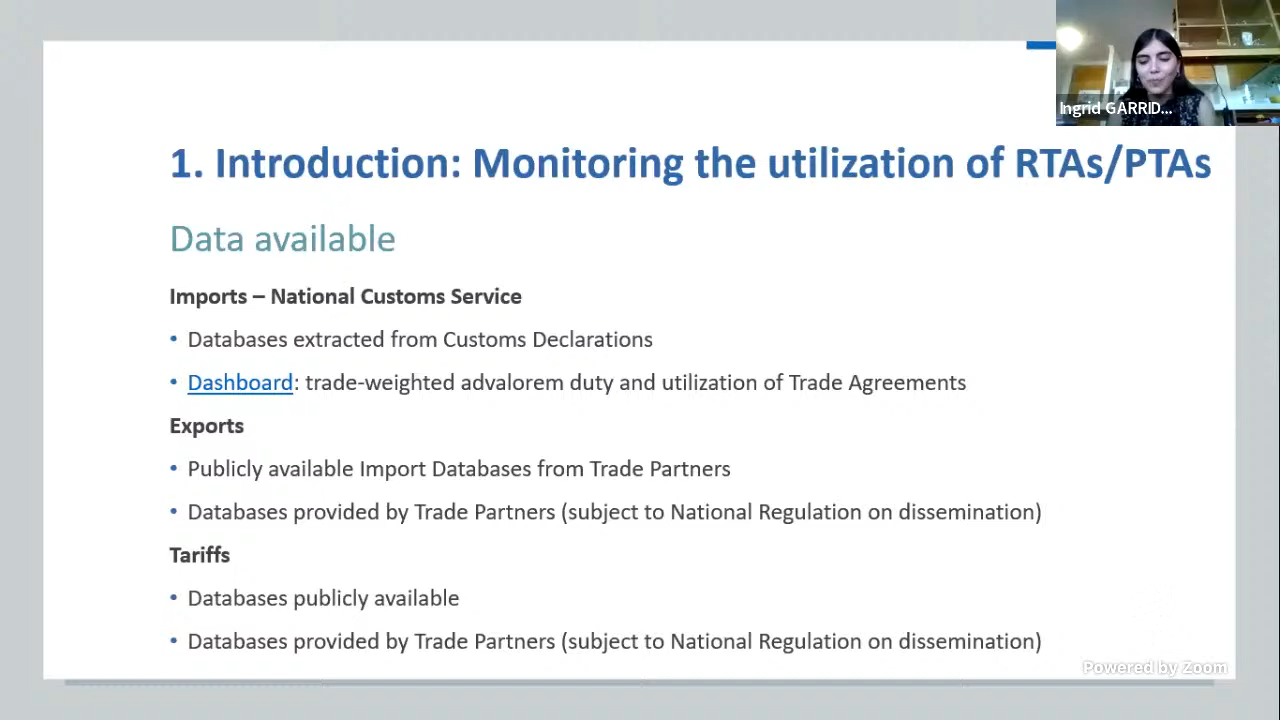 Ingrid GARRID...
1. Introduction: Monitoring the utilization of RTAs/PTAs
Data available
Imports – National Customs Service
• Databases extracted from Customs Declarations
• Dashboard: trade-weighted advalorem duty and utilization of Trade Agreements
Exports
• Publicly available Import Databases from Trade Partners
• Databases provided by Trade Partners (subject to National Regulation on dissemination)
Tariffs
• Databases publicly available
• Databases provided by Trade Partners (subject to National Regulation on dissemination)
Powered by Zoom